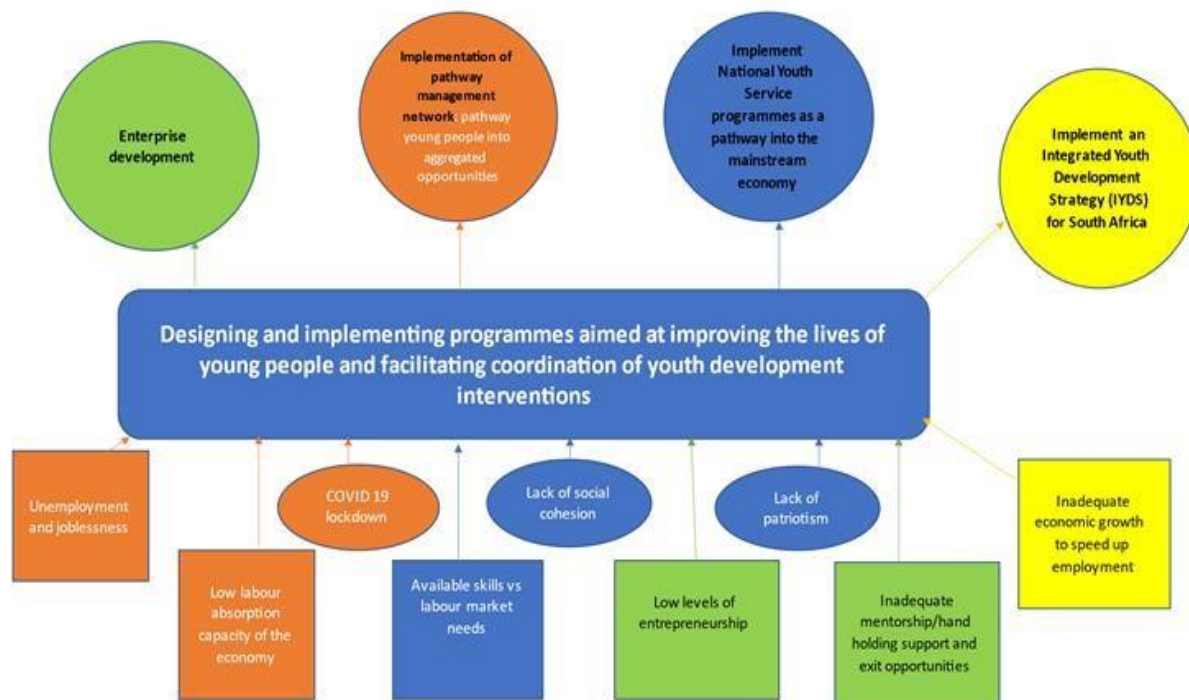 Enterprise
development
Implementation of
pathway
management
network: pathway
young people into
aggregated
opportunities
Implement
National Youth
Service
programmes as a
pathway into the
mainstream
economy
Implement an
Integrated Youth
Development
Strategy (IYDS)
for South Africa
Designing and implementing programmes aimed at improving the lives of
young people and facilitating coordination of youth development
interventions
Unemployment
and joblessness
Low labour
absorption
capacity of the
economy
COVID 19
lockdown
Available skills vs
labour market
needs
Lack of social
cohesion
Low levels of
entrepreneurship
Lack of
patriotism
Inadequate
mentorship/hand
holding support and
exit opportunities
Inadequate
economic growth
to speed up
employment